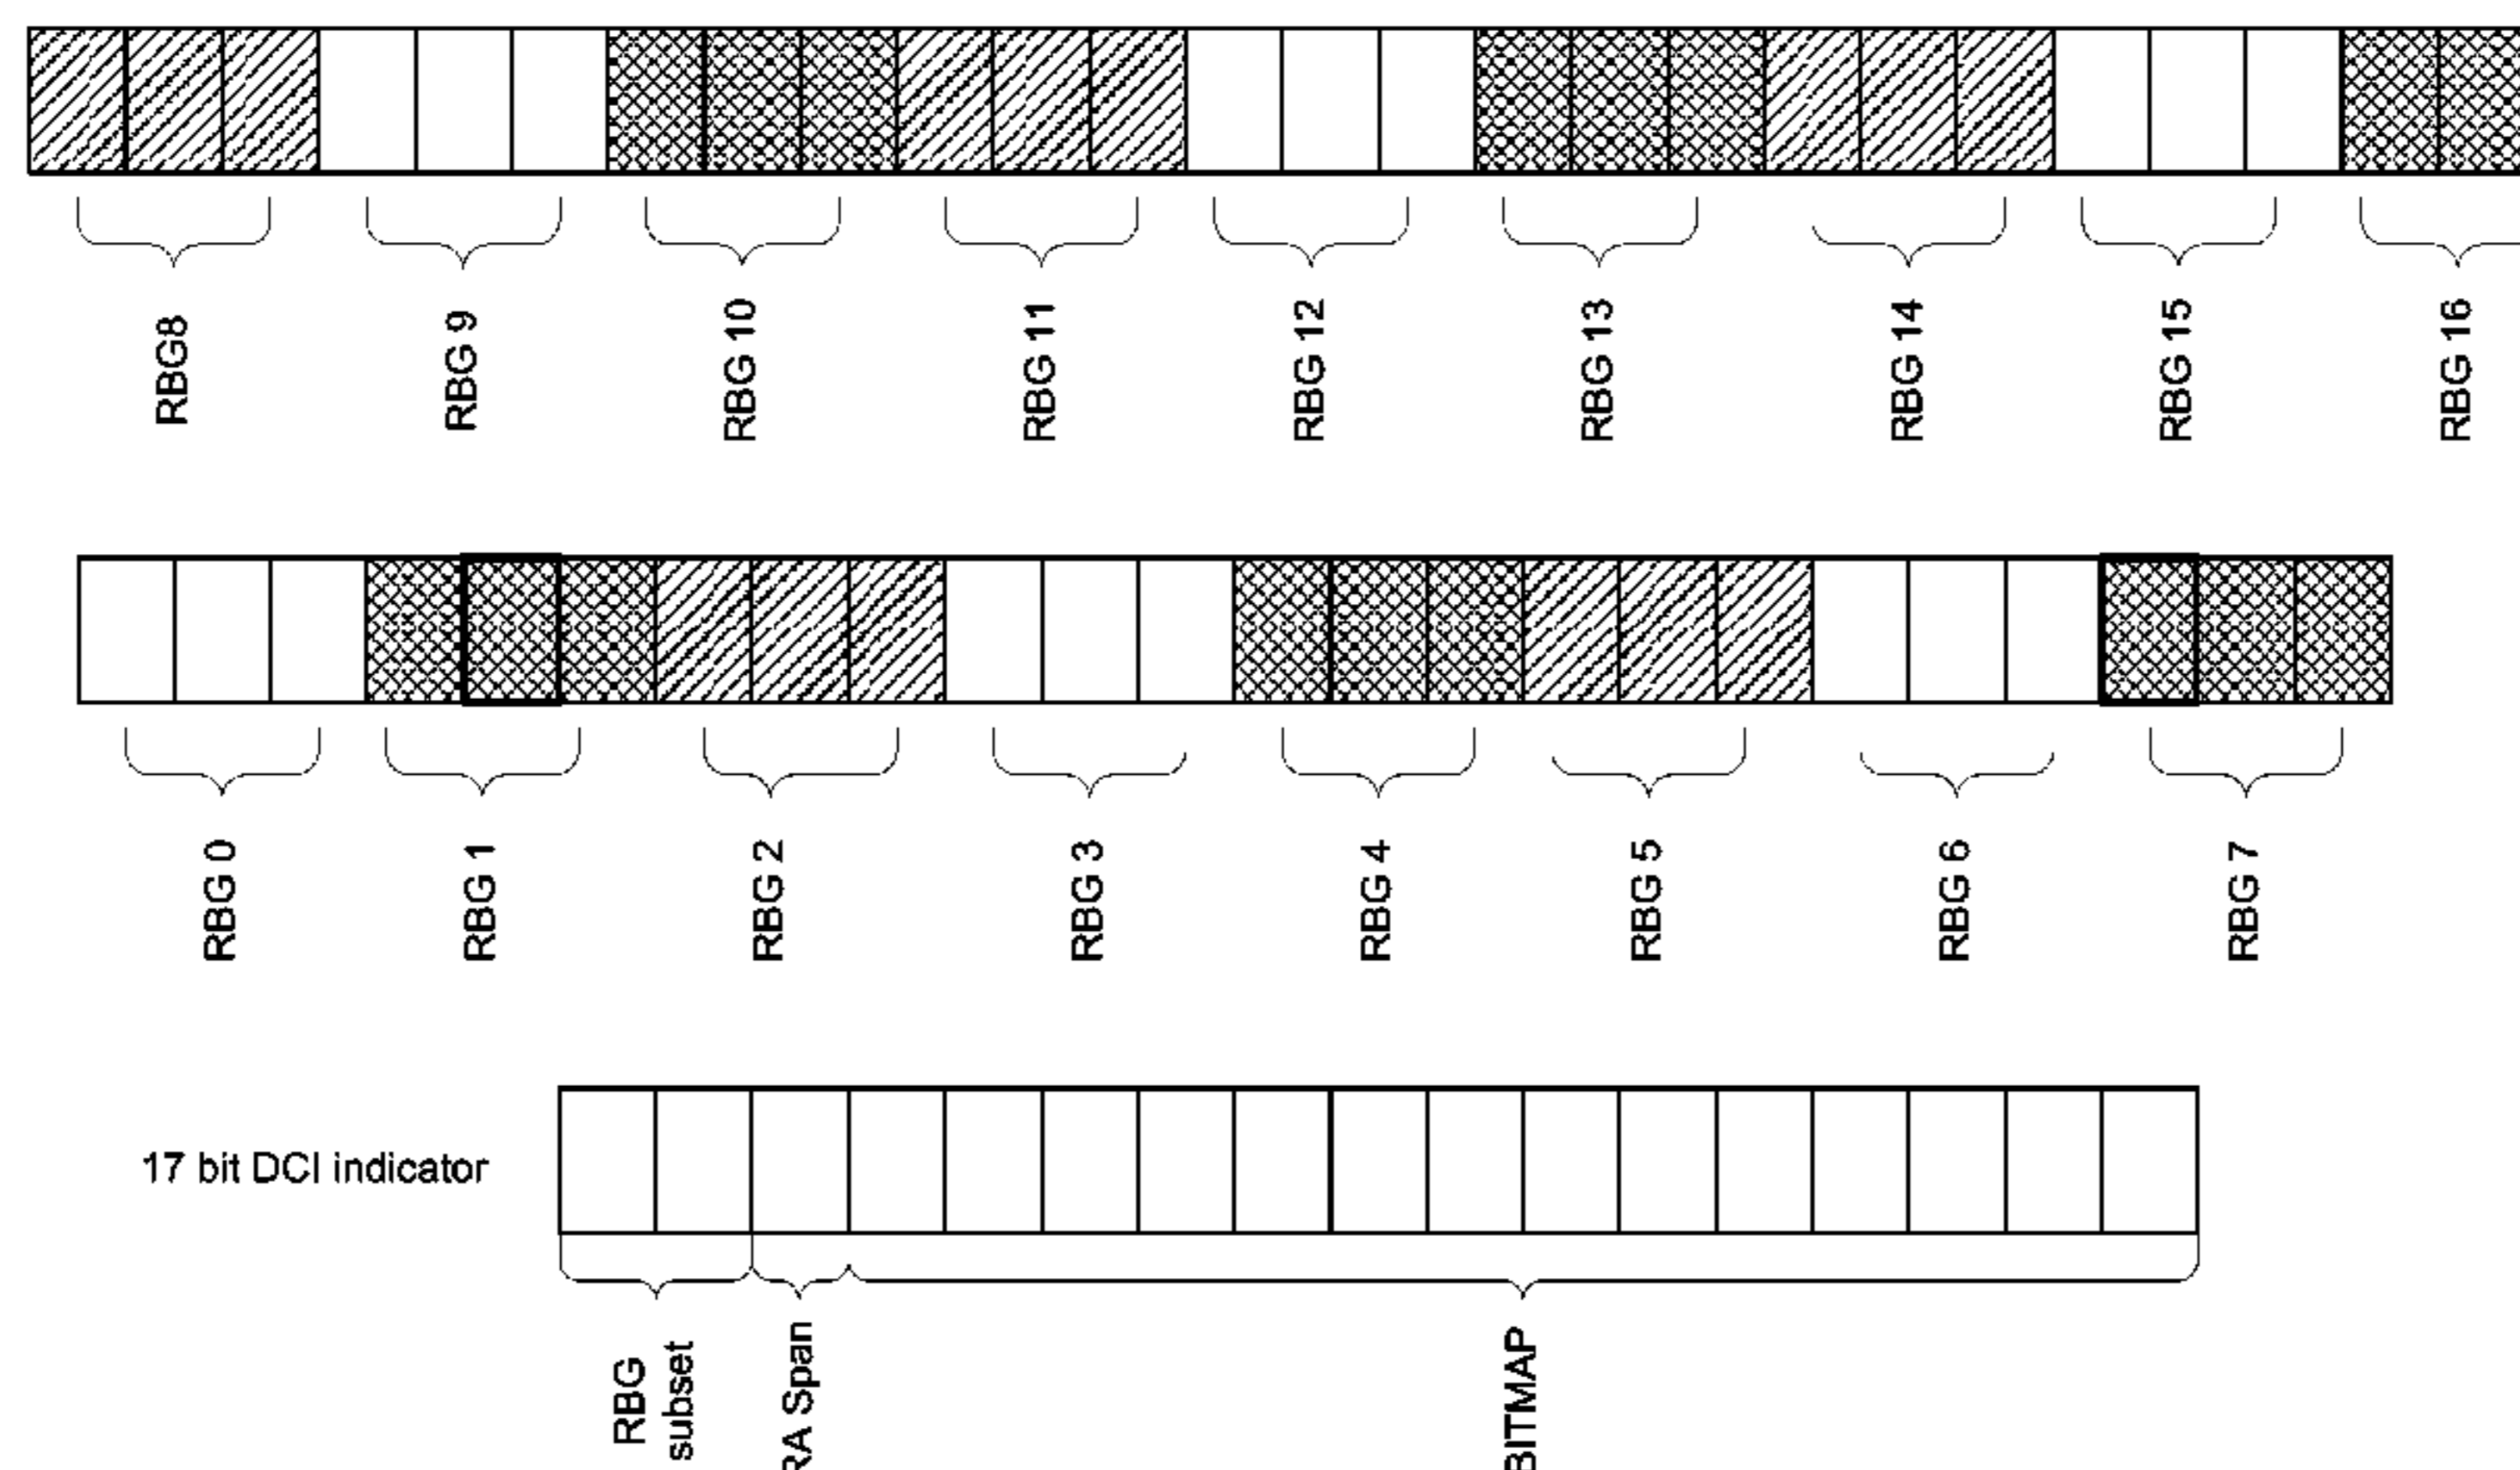 RBG8
RBG 9
RBG 10
RBG 11
RBG 12
RBG 13
RBG 14
RBG 15
RBG 16
RBG 0
RBG 1
RBG 2
RBG 3
RBG 4
RBG 5
RBG 6
RBG 7
17 bit DCI indicator
RBG
subset
RA Span
BITMAP